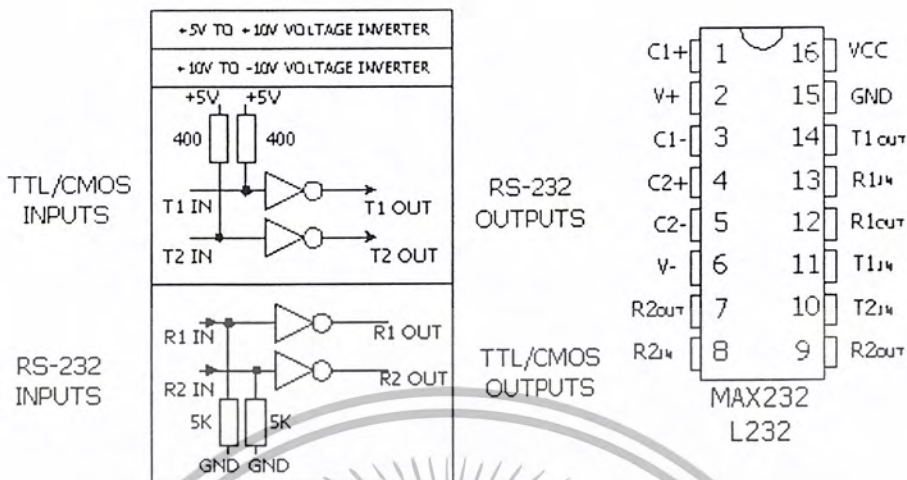 +5V TO +10V VOLTAGE INVERTER
+10V TO -10V VOLTAGE INVERTER
+5V +5V
400 400
TTL/CMOS
INPUTS
T1 IN T1 OUT
T2 IN T2 OUT
RS-232
OUTPUTS
R1 IN R1 OUT
R2 IN R2 OUT
RS-232
INPUTS
5K 5K
GND GND
TTL/CMOS
OUTPUTS
C1+ 1 16 VCC
V+ 2 15 GND
C1- 3 14 T1OUT
C2+ 4 13 R1IN
C2- 5 12 R1OUT
V- 6 11 T1IN
R2OUT 7 10 T2IN
R2IN 8 9 R2OUT
MAX232
L232